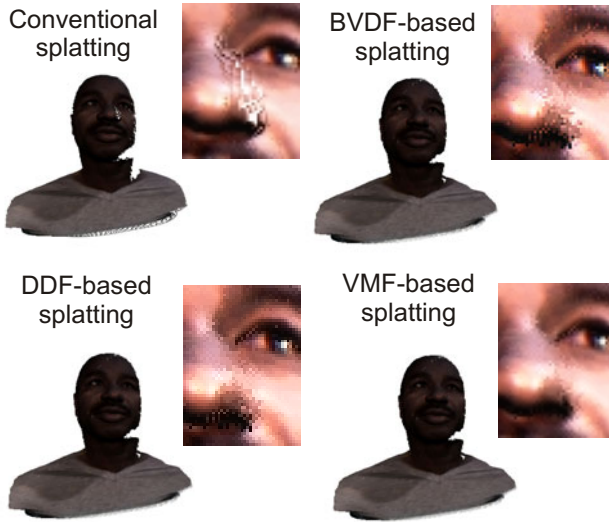 Conventional
splatting
BVDF-based
splatting
DDF-based
splatting
VMF-based
splatting